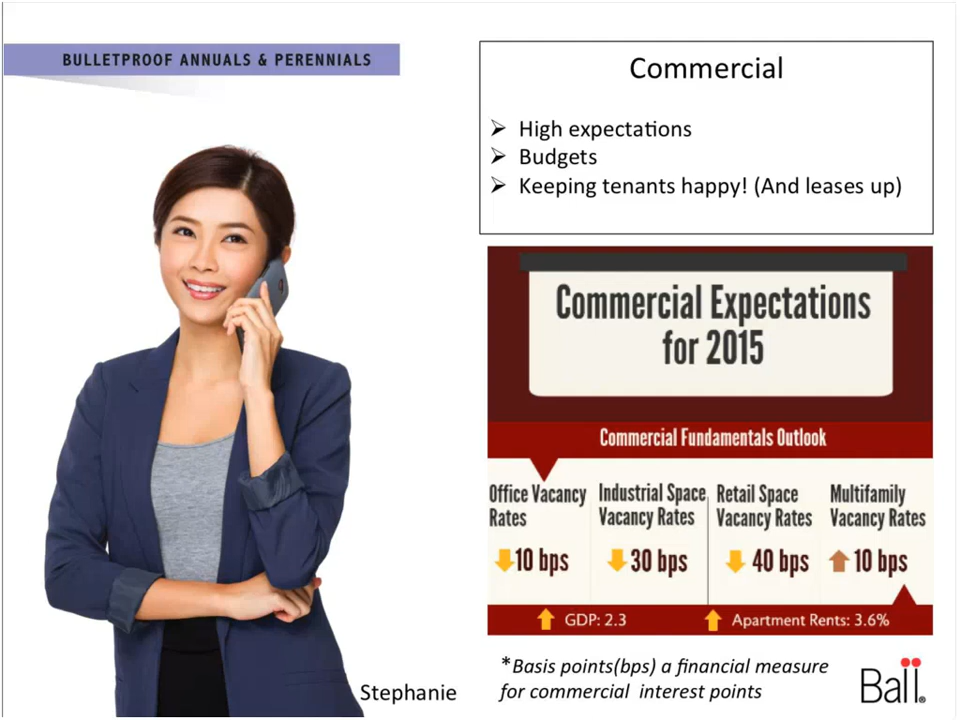 BULLETPROOF ANNUALS & PERENNIALS
Commercial
➢ High expectations
➢ Budgets
➢ Keeping tenants happy! (And leases up)
Commercial Expectations
for 2015
Commercial Fundamentals Outlook
Office Vacancy
Rates
10 bps
Industrial Space
Vacancy Rates
30 bps
Retail Space
Vacancy Rates
40 bps
Multifamily
Vacancy Rates
10 bps
GDP: 2.3
Apartment Rents: 3.6%
*Basis points(bps) a financial measure
for commercial interest points
Stephanie
Ball®